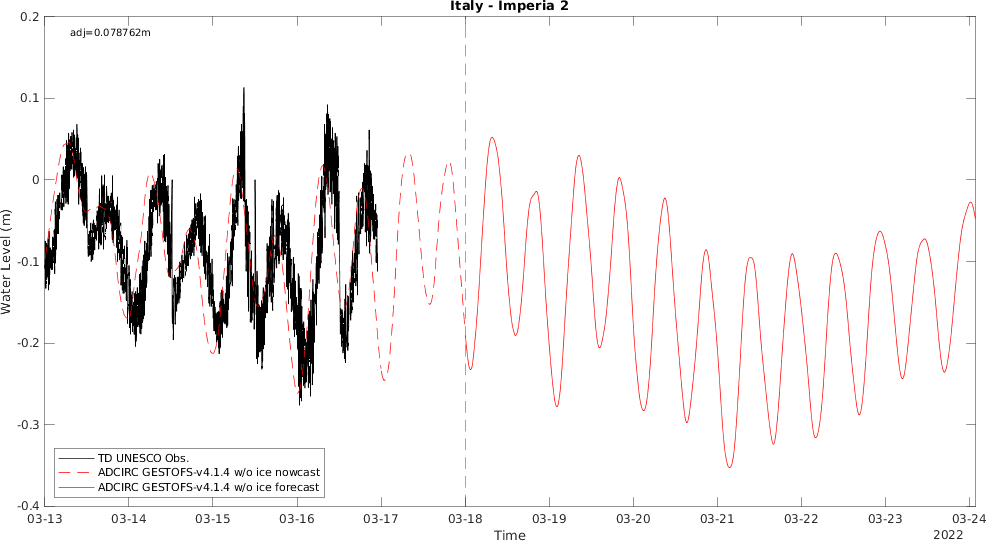 Italy - Imperia 2
adj=0.078762m
0.2
0.1
0
-0.1
-0.2
-0.3
-0.4
Water Level (m)
TD UNESCO Obs.
ADCIRC GESTOFS-v4.1.4 w/o ice nowcast
ADCIRC GESTOFS-v4.1.4 w/o ice forecast
03-13 03-14 03-15 03-16 03-17 03-18 03-19 03-20 03-21 03-22 03-23 03-24
Time
2022